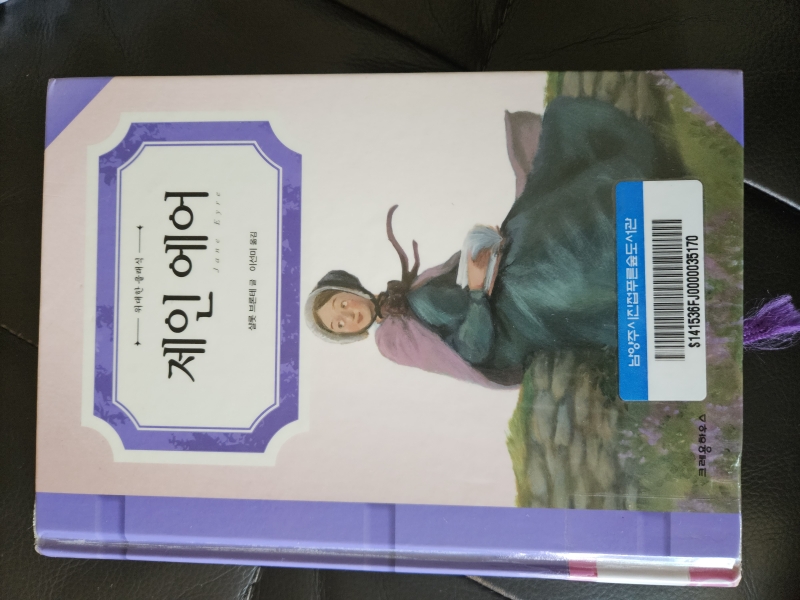 위대한 클래식
제인 에어
Jane Eyre
샬롯 브론테 글  이선미 옮김
남양주시진접푸른숲도서관
S141536FJ0000035170
크레용하우스